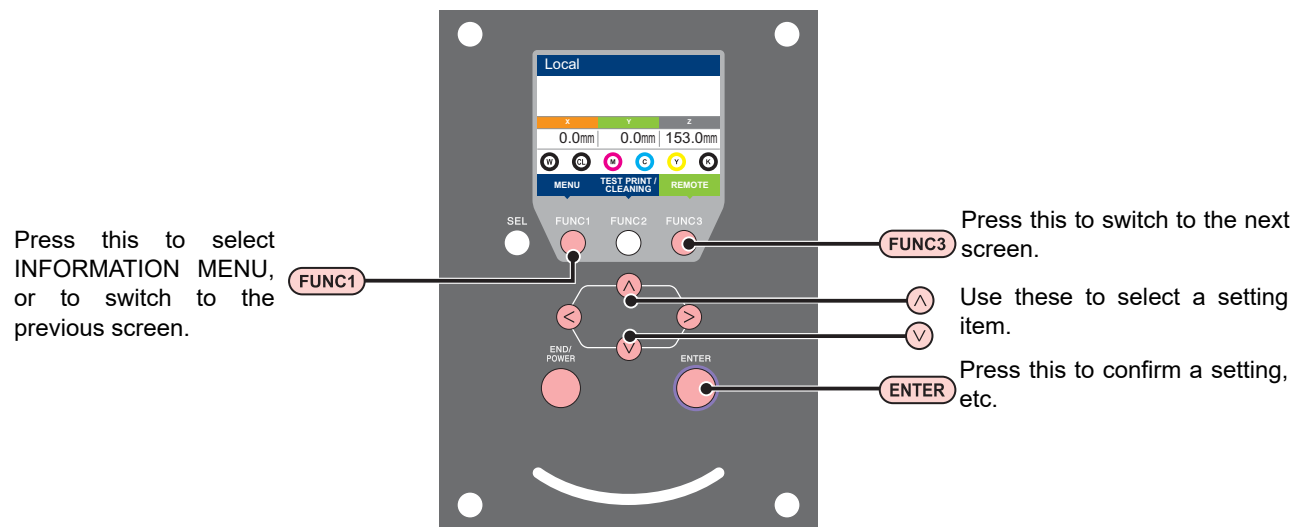 Local
X Y Z
0.0mm 0.0mm 153.0mm
W CL M C Y K
MENU TEST PRINT / CLEANING REMOTE
SEL FUNC1 FUNC2 FUNC3
Press this to select
INFORMATION MENU,
or to switch to the
previous screen.
FUNC1
FUNC3
Press this to switch to the next
screen.
Use these to select a setting
item.
END/
POWER
ENTER
ENTER
Press this to confirm a setting,
etc.